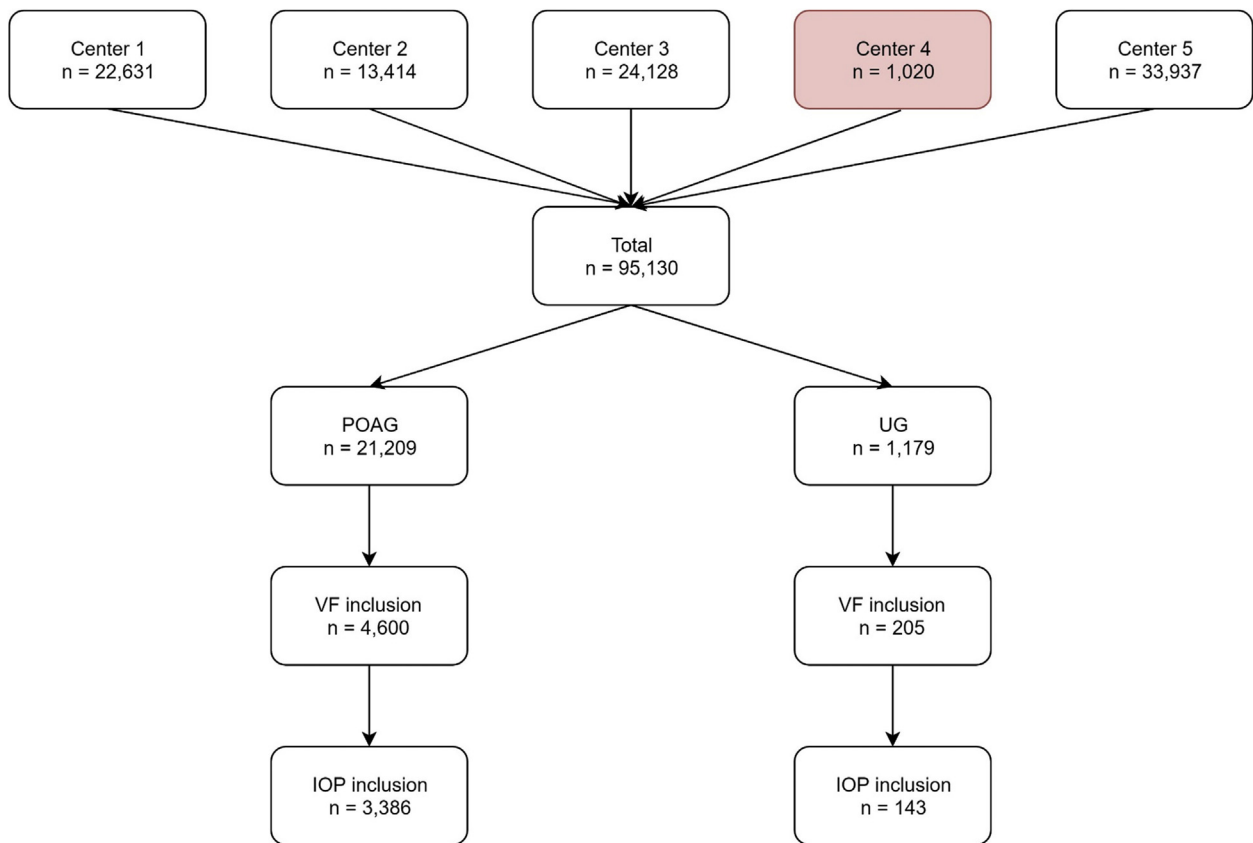 Center 1
n = 22,631
Center 2
n = 13,414
Center 3
n = 24,128
Center 4
n = 1,020
Center 5
n = 33,937
Total
n = 95,130
POAG
n = 21,209
UG
n = 1,179
VF inclusion
n = 4,600
VF inclusion
n = 205
IOP inclusion
n = 3,386
IOP inclusion
n = 143